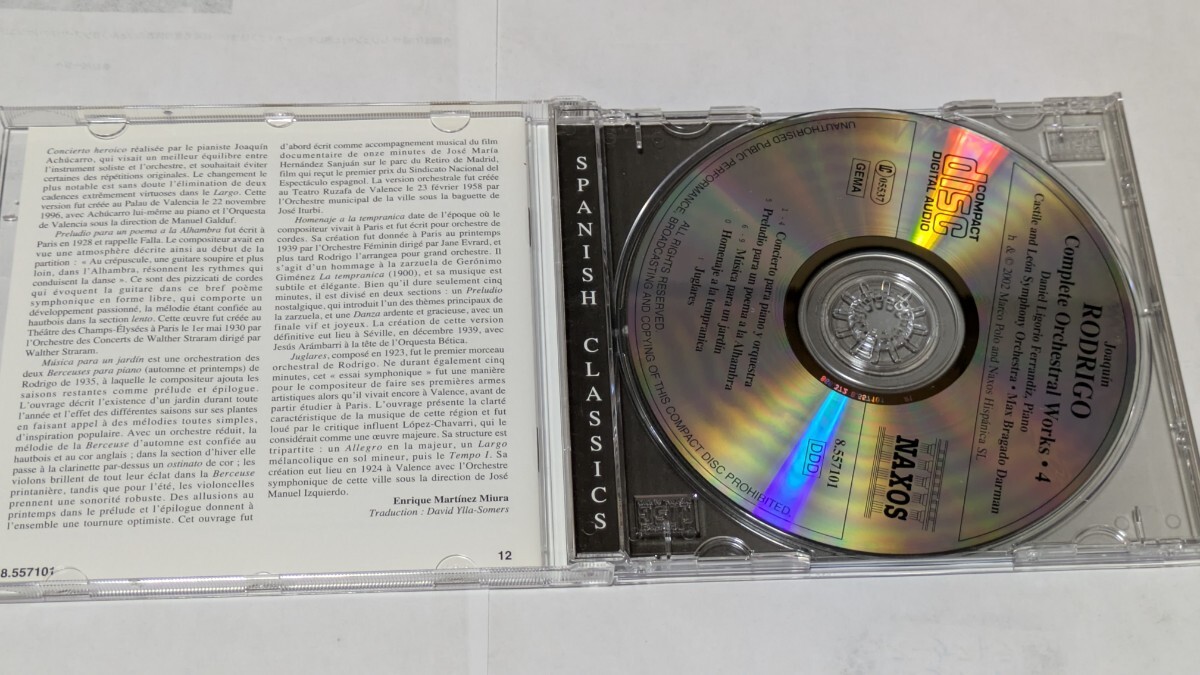 Concierto heroico réalisée par le pianiste Joaquín
Achúcarro, qui visait un meilleur équilibre entre
l'instrument soliste et l'orchestre, et souhaitait éviter
certaines des répétitions originales. Le changement le
plus notable est sans doute l'élimination de deux
cadences extrêmement virtuoses dans le Largo. Cette
version fut créée au Palau de Valencia le 22 novembre
1996, avec Achúcarro lui-même au piano et l'Orquesta
de Valencia sous la direction de Manuel Galduf.
Preludio para un poema a la Alhambra fut écrit à
Paris en 1928 et rappelle Falla. Le compositeur avait en
vue une atmosphère décrite ainsi au début de la
partition : « Au crépuscule, une guitare soupire et plus
loin, dans l'Alhambra, résonnent les rythmes qui
conduisent la danse ». Ce sont des pizzicati de cordes
qui évoquent la guitare dans ce bref poème
symphonique en forme libre, qui comporte un
développement passionné, la mélodie étant confiée au
hautbois dans la section lento. Cette œuvre fut créée au
Théâtre des Champs-Élysées à Paris le 1er mai 1930 par
l'Orchestre des Concerts de Walther Straram dirigé par
Walther Straram.
Música para un jardín est une orchestration des
deux Berceuses para piano (automne et printemps) de
Rodrigo de 1935, à laquelle le compositeur ajouta les
saisons restantes comme prélude et épilogue.
L'ouvrage décrit l'existence d'un jardin durant toute
l'année et l'effet des différentes saisons sur ses plantes
en faisant appel à des mélodies toutes simples,
d'inspiration populaire. Avec un orchestre réduit, la
mélodie de la Berceuse d'automne est confiée au
hautbois et au cor anglais ; dans la section d'hiver elle
passe à la clarinette par-dessus un ostinato de cor ; les
violons brillent de tout leur éclat dans la Berceuse
printanière, tandis que pour l'été, les violoncelles
prennent une sonorité robuste. Des allusions au
printemps dans le prélude et l'épilogue donnent à
l'ensemble une tournure optimiste. Cet ouvrage fut
d'abord écrit comme accompagnement musical du film
documentaire de onze minutes de José María
Hernández Sanjuán sur le parc du Retiro de Madrid,
film qui reçut le premier prix du Sindicato Nacional del
Espectáculo espagnol. La version orchestrale fut créée
au Teatro Ruzafa de Valence le 23 février 1958 par
l'Orchestre municipal de la ville sous la baguette de
José Iturbi.
Homenaje a la tempranica date de l'époque où le
compositeur vivait à Paris et fut écrit pour orchestre de
cordes. Sa création fut donnée à Paris au printemps
1939 par l'Orchestre Féminin dirigé par Jane Evrard, et
plus tard Rodrigo l'arrangea pour grand orchestre. Il
s'agit d'un hommage à la zarzuela de Gerónimo
Giménez La tempranica (1900), et sa musique est
subtile et élégante. Bien qu'il dure seulement cinq
minutes, il est divisé en deux sections : un Preludio
nostalgique, qui introduit l'un des thèmes principaux de
la zarzuela, et une Danza ardente et gracieuse, avec un
finale vif et joyeux. La création de cette version
définitive eut lieu à Séville, en décembre 1939, avec
Jesús Arámburri à la tête de l'Orquesta Bética.
Juglares, composé en 1923, fut le premier morceau
orchestral de Rodrigo. Ne durant également cinq
minutes, cet « essai symphonique » fut une manière
pour le compositeur de faire ses premières armes
artistiques alors qu'il vivait encore à Valence, avant de
partir étudier à Paris. L'ouvrage présente la clarté
caractéristique de la musique de cette région et fut
loué par le critique influent López-Chavarri, qui le
considérait comme une œuvre majeure. Sa structure est
tripartite : un Allegro en la majeur, un Largo
mélancolique en sol mineur, puis le Tempo I. Sa
création eut lieu en 1924 à Valence avec l'Orchestre
symphonique de cette ville sous la direction de José
Manuel Izquierdo.
Enrique Martínez Miura
Traduction : David Ylla-Somers
8.557101
12
SPANISH CLASSICS
Joaquín
RODRIGO
Complete Orchestral Works • 4
Daniel Ligorio Ferrandiz, Piano
Castile and León Symphony Orchestra • Max Bragado Darman
& © 2002 Marco Polo and Naxos Hispánica SL
COMPACT
disc
DIGITAL AUDIO
LC 05537
GEMA
Concierto para piano y orquesta
Preludio para un poema a la Alhambra
6 - 9 Música para un jardín
Homenaje a la tempranica
Juglares
NAXOS
8.557101
DDD
ALL RIGHTS RESERVED. UNAUTHORISED PUBLIC PERFORMANCE, BROADCASTING AND COPYING OF THIS COMPACT DISC PROHIBITED.